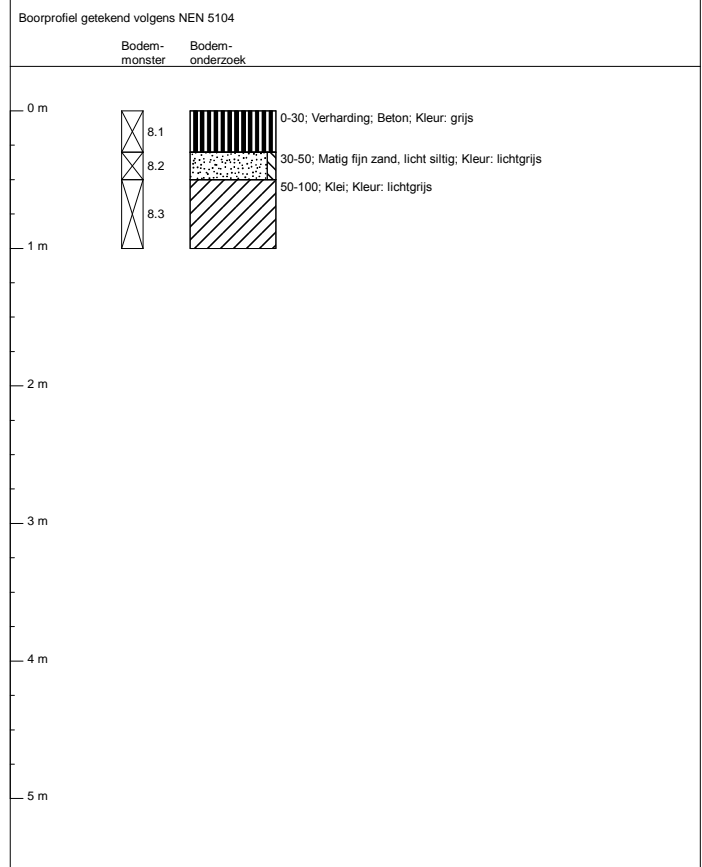 Boorprofiel getekend volgens NEN 5104
Bodem-
monster
Bodem-
onderzoek
0 m
8.1
0-30; Verharding; Beton; Kleur: grijs
8.2
30-50; Matig fijn zand, licht siltig; Kleur: lichtgrijs
50-100; Klei; Kleur: lichtgrijs
8.3
1 m
2 m
3 m
4 m
5 m